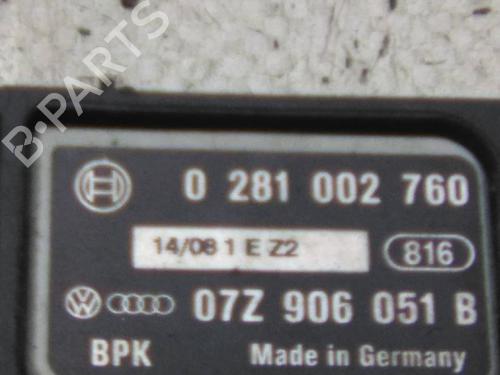 B-PARTS
0 281 002 760
14/08 1 E Z2
816
07Z 906 051 B
BPK Made in Germany